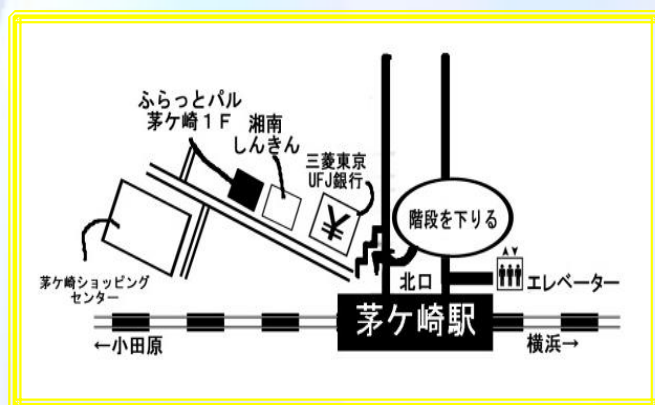 ふらっとパル
茅ケ崎1F
湘南
しんきん
三菱東京
UFJ銀行
階段を下りる
茅ケ崎ショッピング
センター
北口
エレベーター
茅ケ崎駅
←小田原
横浜→